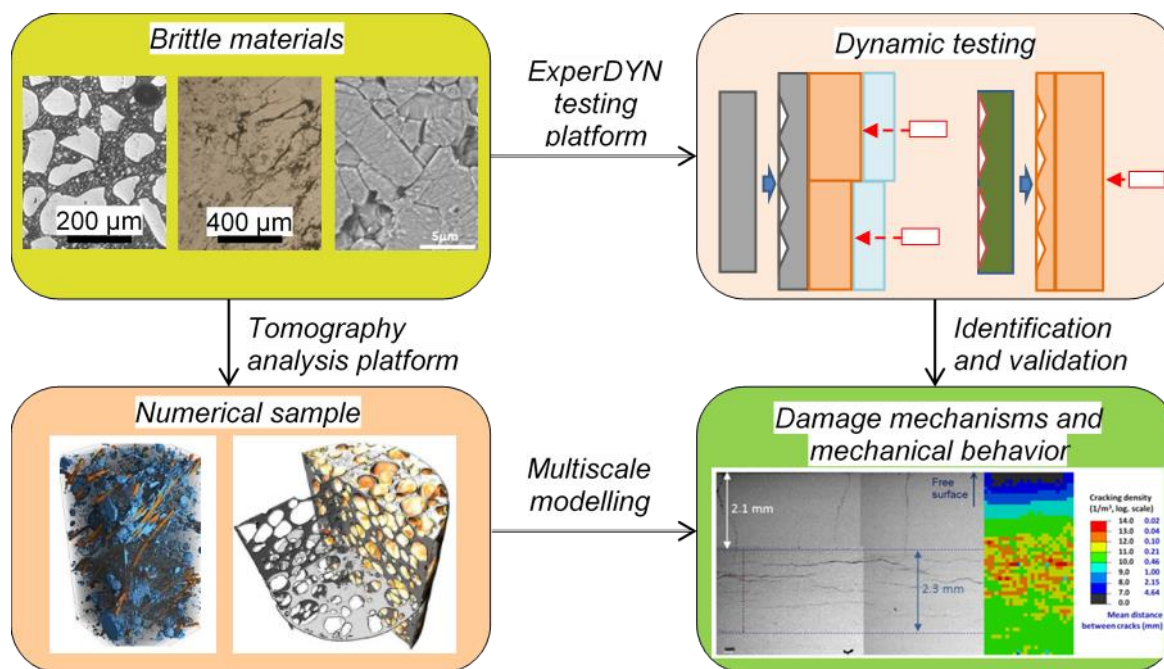 Brittle materials
200 µm
400 µm
5µm
ExperDYN
testing
platform
Dynamic testing
Tomography
analysis platform
Identification
and validation
Numerical sample
Multiscale
modelling
Damage mechanisms and
mechanical behavior
2.1 mm
Free
surface
2.3 mm
Cracking density
(1/m³, log. scale)
14.0 0.02
13.0 0.04
12.0 0.10
11.0 0.21
10.0 0.46
9.0 1.00
8.0 2.15
7.0 4.64
0.0
Mean distance
between cracks (mm)